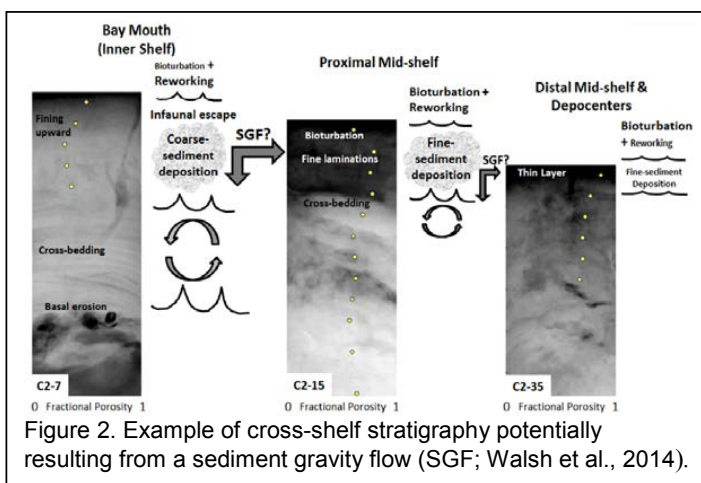 Bay Mouth
(Inner Shelf)
Bioturbation +
Reworking
Infaunal escape
Coarse-
sediment
deposition
Fining
upward
Cross-bedding
Basal erosion
C2-7
0 Fractional Porosity 1
SGF?
Proximal Mid-shelf
Bioturbation
Fine laminations
Cross-bedding
C2-15
0 Fractional Porosity 1
Bioturbation +
Reworking
Fine-
sediment
deposition
SGF?
Distal Mid-shelf &
Depocenters
Thin Layer
C2-35
0 Fractional Porosity 1
Bioturbation
+ Reworking
Fine-sediment
Deposition
Figure 2. Example of cross-shelf stratigraphy potentially
resulting from a sediment gravity flow (SGF; Walsh et al., 2014).